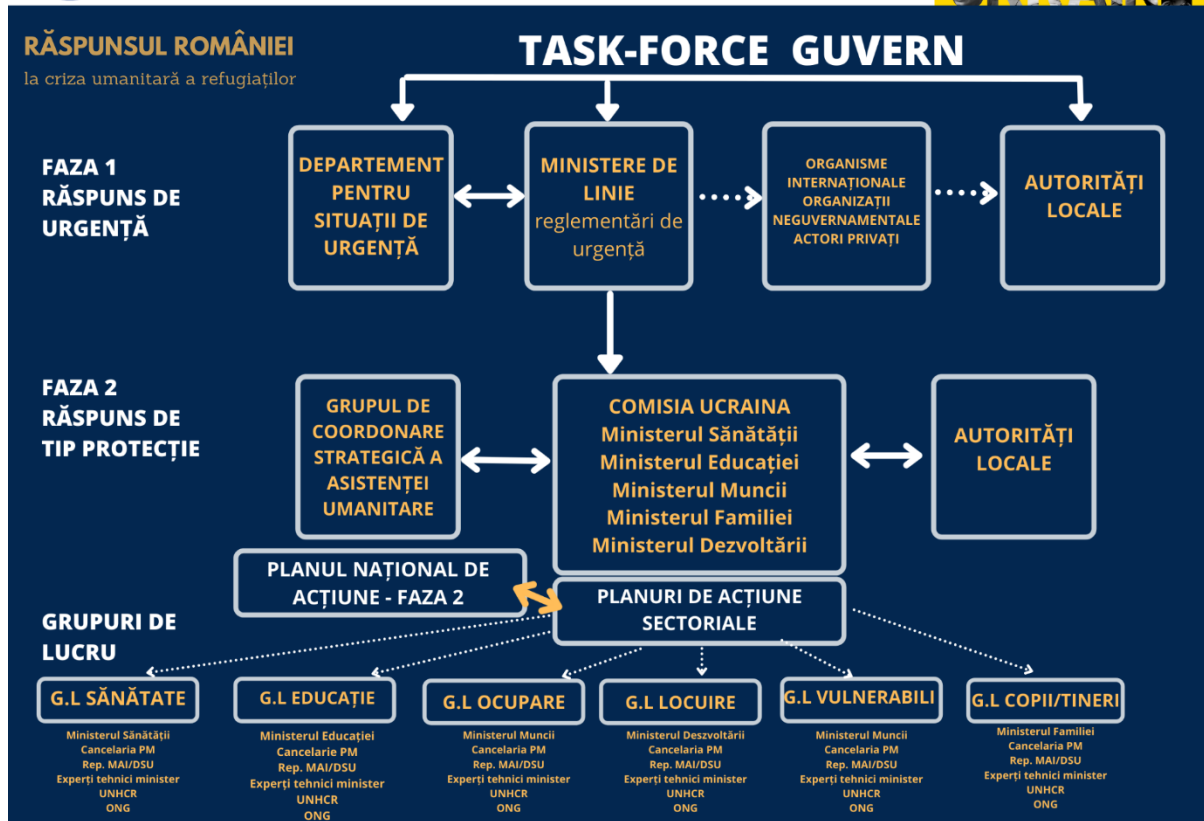 RĂSPUNSUL ROMÂNIEI
la criza umanitară a refugiaților
TASK-FORCE GUVERN
FAZA 1
RĂSPUNS DE
URGENȚĂ
DEPARTEMENT
PENTRU
SITUAȚII DE
URGENȚĂ
MINISTERE DE
LINIE
reglementări de
urgență
ORGANISME
INTERNAȚIONALE
ORGANIZAȚII
NEGUVERNAMENTALE
ACTORI PRIVAȚI
AUTORITĂȚI
LOCALE
FAZA 2
RĂSPUNS DE
TIP PROTECȚIE
GRUPUL DE
COORDONARE
STRATEGICĂ A
ASISTENȚEI
UMANITARE
COMISIA UCRAINA
Ministerul Sănătății
Ministerul Educației
Ministerul Muncii
Ministerul Familiei
Ministerul Dezvoltării
AUTORITĂȚI
LOCALE
PLANUL NAȚIONAL DE
ACȚIUNE - FAZA 2
PLANURI DE ACȚIUNE
SECTORIALE
GRUPURI DE
LUCRU
G.L SĂNĂTATE
Ministerul Sănătății
Cancelaria PM
Rep. MAI/DSU
Experți tehnici minister
UNHCR
ONG
G.L EDUCAȚIE
Ministerul Educației
Cancelarie PM
Rep. MAI/DSU
Experți tehnici minister
UNHCR
ONG
G.L OCUPARE
Ministerul Muncii
Cancelaria PM
Rep. MAI/DSU
Experți tehnici minister
UNHCR
ONG
G.L LOCUIRE
Ministerul Deszvoltării
Cancelaria PM
Rep. MAI/DSU
Experți tehnici minister
UNHCR
ONG
G.L VULNERABILI
Ministerul Muncii
Cancelaria PM
Rep. MAI/DSU
Experți tehnici minister
UNHCR
ONG
G.L COPII/TINERI
Ministerul Familiei
Cancelaria PM
Rep. MAI/DSU
Experți tehnici minister
UNHCR
ONG